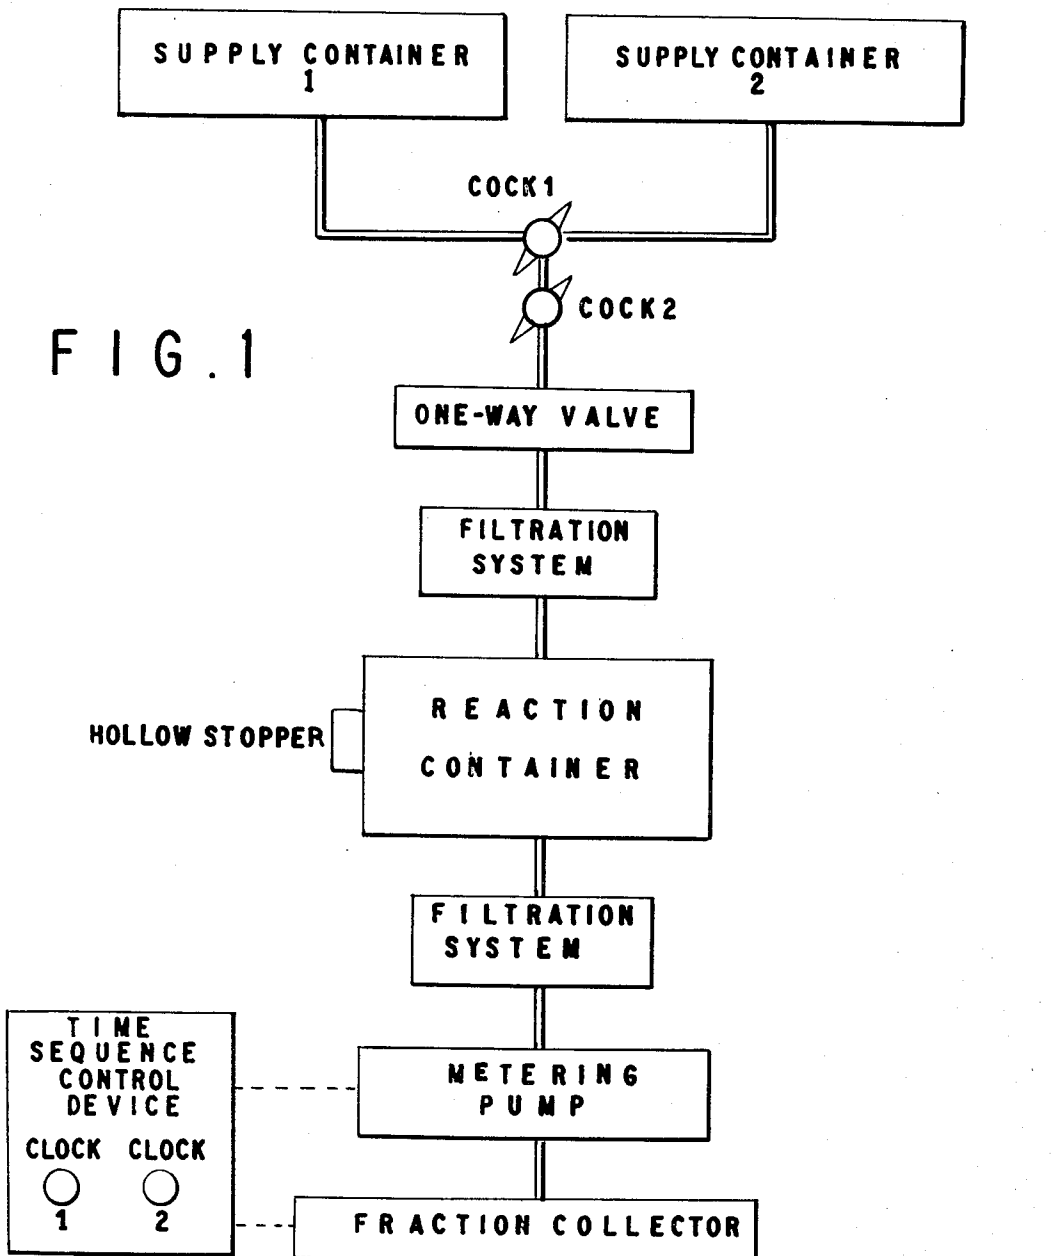 SUPPLY CONTAINER
1
SUPPLY CONTAINER
2
COCK1
COCK2
FIG.1
ONE-WAY VALVE
FILTRATION
SYSTEM
REACTION
CONTAINER
HOLLOW STOPPER
FILTRATION
SYSTEM
TIME
SEQUENCE
CONTROL
DEVICE
CLOCK CLOCK
1 2
METERING
PUMP
FRACTION COLLECTOR